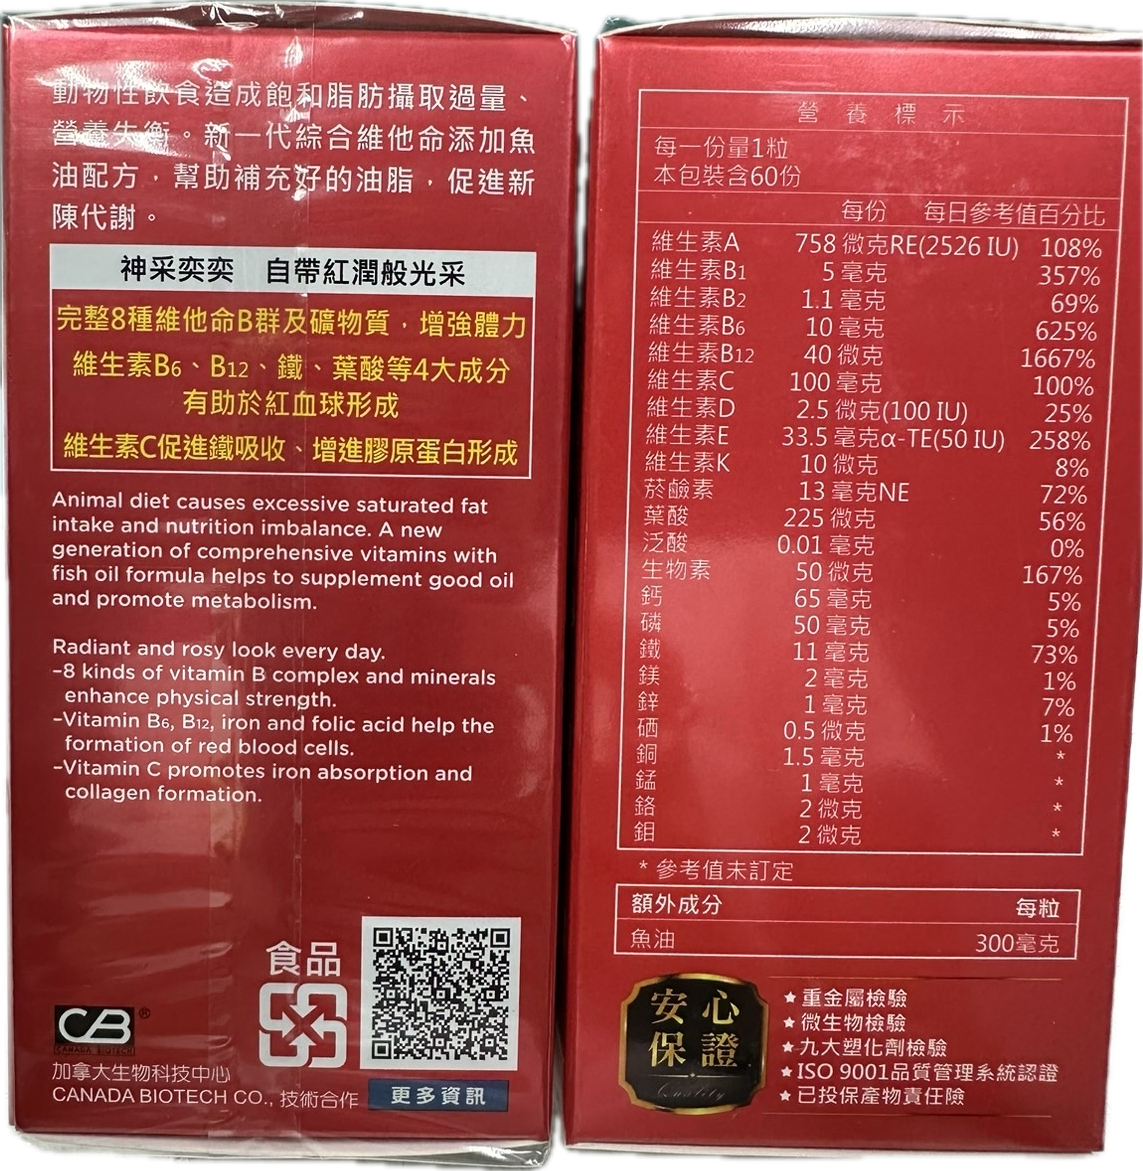 動物性飲食造成飽和脂肪攝取過量、
營養失衡。新一代綜合維他命添加魚
油配方，幫助補充好的油脂，促進新
陳代謝。
神采奕奕　自帶紅潤般光采
完整8種維他命B群及礦物質，增強體力
維生素B6、B12、鐵、葉酸等4大成分
有助於紅血球形成
維生素C促進鐵吸收、增進膠原蛋白形成
Animal diet causes excessive saturated fat
intake and nutrition imbalance. A new
generation of comprehensive vitamins with
fish oil formula helps to supplement good oil
and promote metabolism.
Radiant and rosy look every day.
-8 kinds of vitamin B complex and minerals
enhance physical strength.
-Vitamin B6, B12, iron and folic acid help the
formation of red blood cells.
-Vitamin C promotes iron absorption and
collagen formation.
食品
CB®
CANADA BIOTECH
加拿大生物科技中心
CANADA BIOTECH CO., 技術合作
更多資訊
營養標示
每一份量1粒
本包裝含60份
每份 每日參考值百分比
維生素A 758 微克RE(2526 IU) 108%
維生素B1 5 毫克 357%
維生素B2 1.1 毫克 69%
維生素B6 10 毫克 625%
維生素B12 40 微克 1667%
維生素C 100 毫克 100%
維生素D 2.5 微克(100 IU) 25%
維生素E 33.5 毫克α-TE(50 IU) 258%
維生素K 10 微克 8%
菸鹼素 13 毫克NE 72%
葉酸 225 微克 56%
泛酸 0.01 毫克 0%
生物素 50 微克 167%
鈣 65 毫克 5%
磷 50 毫克 5%
鐵 11 毫克 73%
鎂 2 毫克 1%
鋅 1 毫克 7%
硒 0.5 微克 1%
銅 1.5 毫克 *
錳 1 毫克 *
鉻 2 微克 *
鉬 2 微克 *
* 參考值未訂定
額外成分 每粒
魚油 300毫克
安心
保證
Quality
★重金屬檢驗
★微生物檢驗
★九大塑化劑檢驗
★ISO 9001品質管理系統認證
★已投保產物責任險